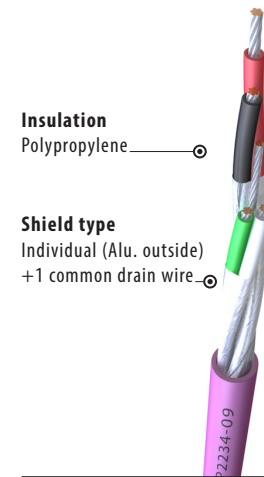 Insulation
Polypropylene
Shield type
Individual (Alu. outside)
+1 common drain wire
P2234-09